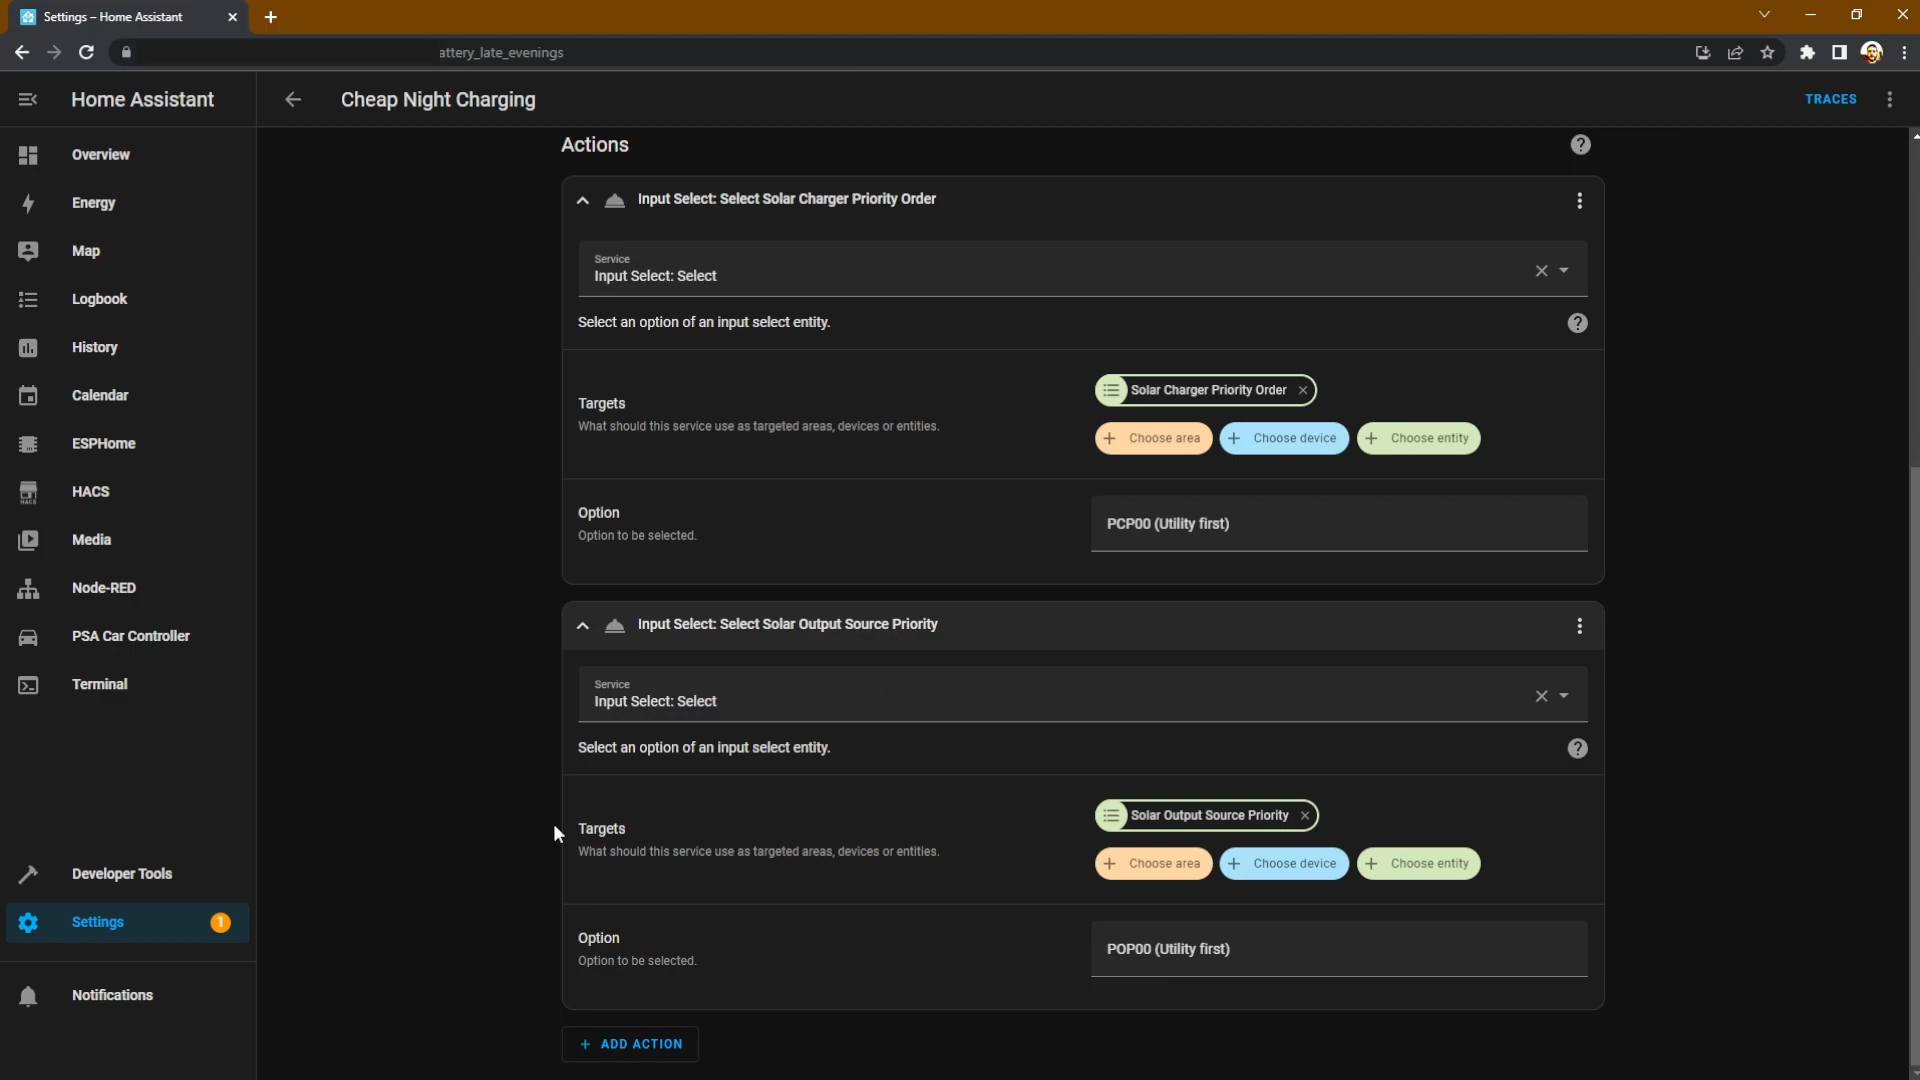 Settings – Home Assistant
attery_late_evenings
Home Assistant
Cheap Night Charging
TRACES
Overview
Energy
Map
Logbook
History
Calendar
ESPHome
HACS
HACS
Media
Node-RED
PSA Car Controller
Terminal
Developer Tools
Settings
1
Notifications
Actions
Input Select: Select Solar Charger Priority Order
Service
Input Select: Select
Select an option of an input select entity.
Targets
What should this service use as targeted areas, devices or entities.
Solar Charger Priority Order
Choose area
Choose device
Choose entity
Option
Option to be selected.
PCP00 (Utility first)
Input Select: Select Solar Output Source Priority
Service
Input Select: Select
Select an option of an input select entity.
Targets
What should this service use as targeted areas, devices or entities.
Solar Output Source Priority
Choose area
Choose device
Choose entity
Option
Option to be selected.
POP00 (Utility first)
+ ADD ACTION